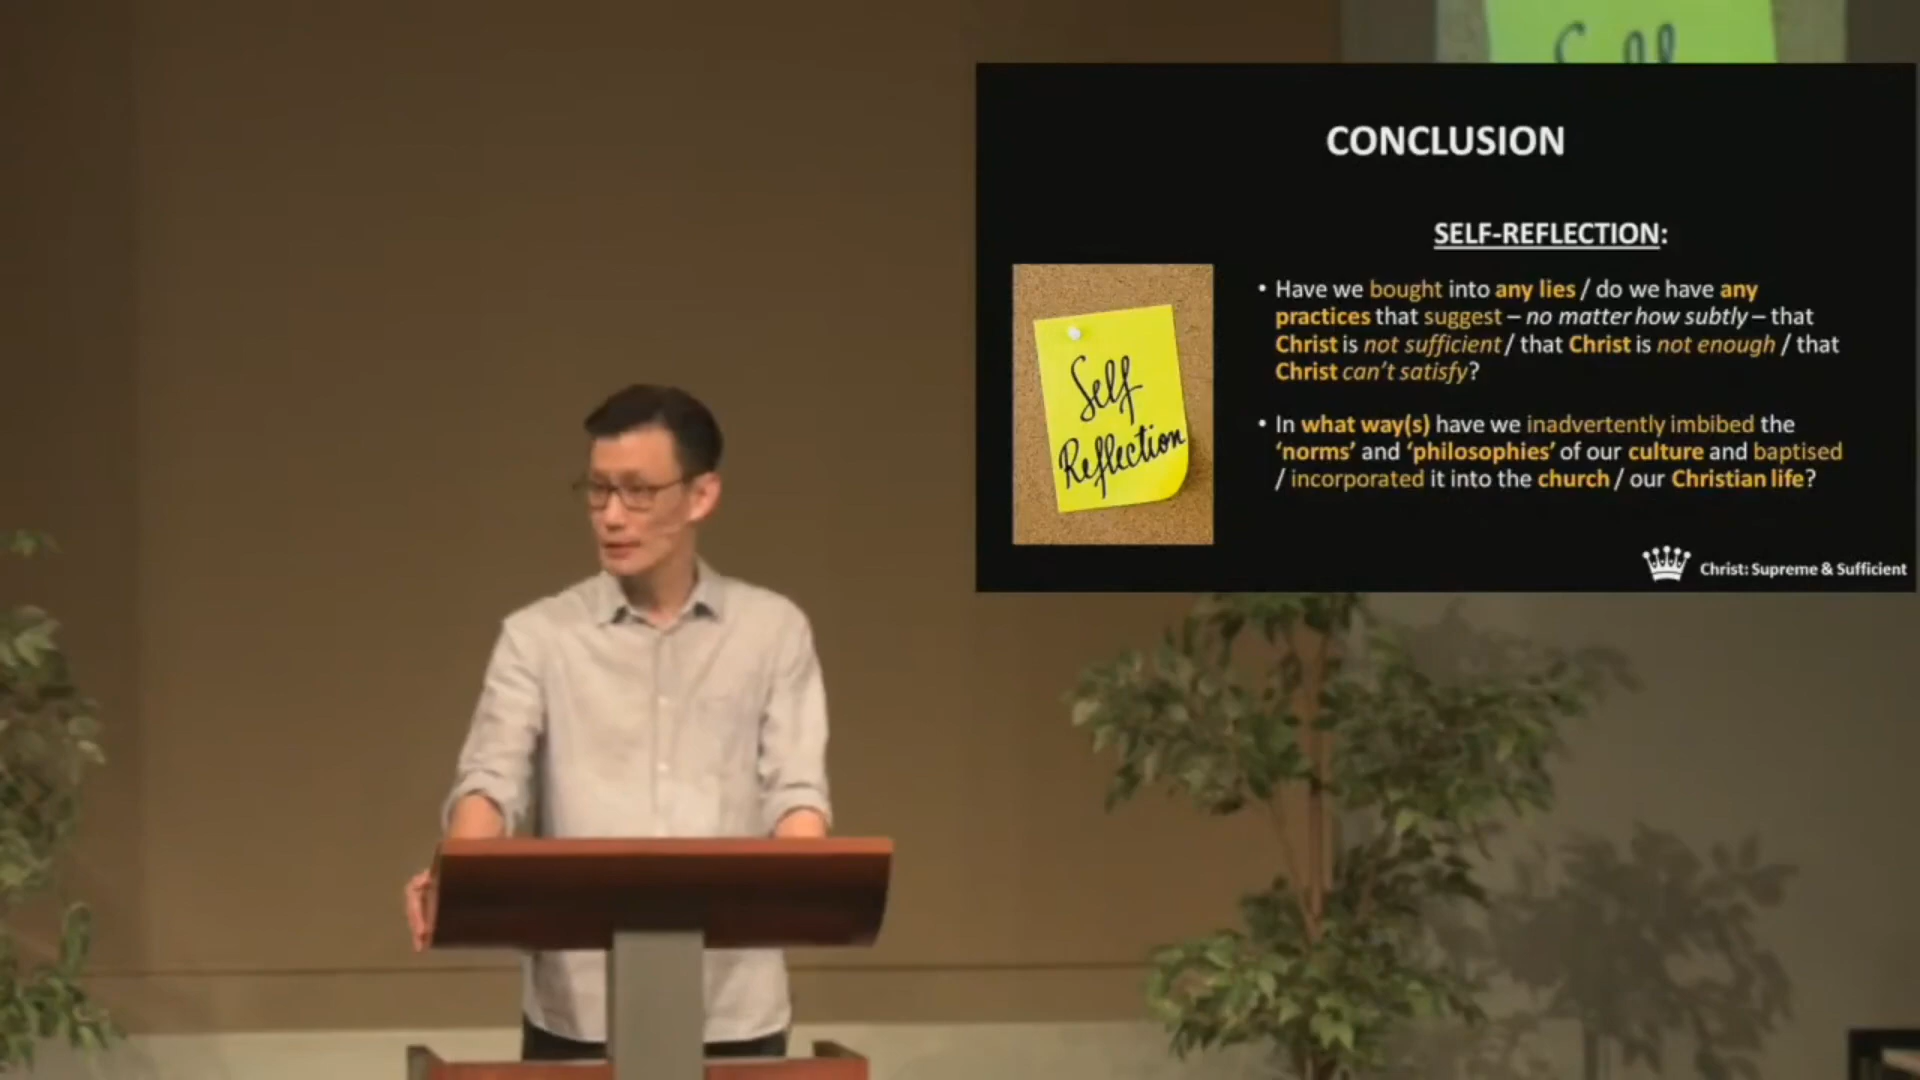 CONCLUSION
SELF-REFLECTION:
• Have we bought into any lies / do we have any
practices that suggest – no matter how subtly – that
Christ is not sufficient / that Christ is not enough / that
Christ can’t satisfy?
• In what way(s) have we inadvertently imbibed the
‘norms’ and ‘philosophies’ of our culture and baptised
/ incorporated it into the church / our Christian life?
Self
Reflection
Christ: Supreme & Sufficient